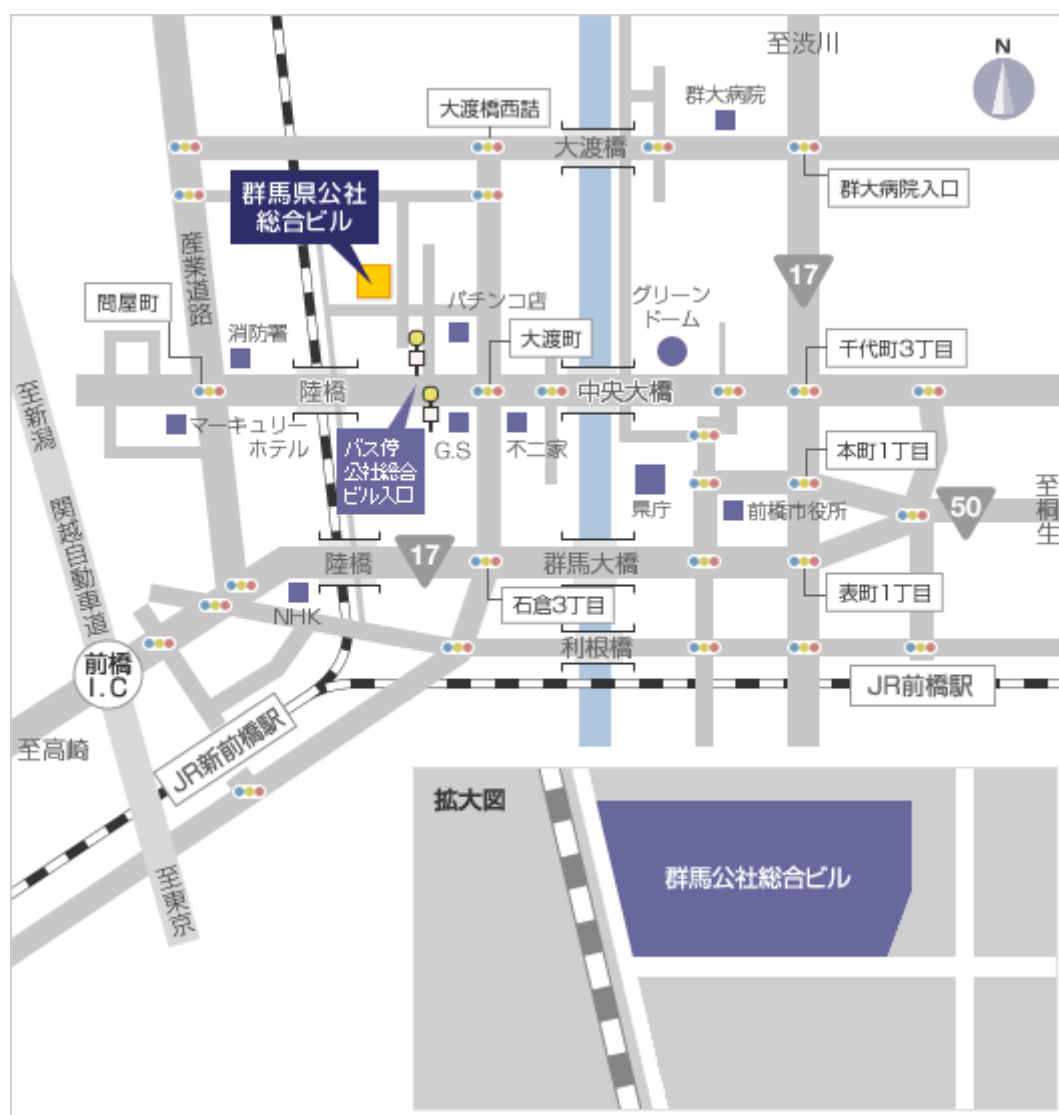 至渋川
N
群大病院
大渡橋西詰
大渡橋
群大病院入口
群馬県公社
総合ビル
産業道路
17
問屋町
消防署
パチンコ店
大渡町
グリーン
ドーム
千代町3丁目
陸橋
中央大橋
至新潟
マーキュリー
ホテル
バス停
公社総合
ビル入口
G.S
不二家
本町1丁目
県庁
前橋市役所
50
至桐生
関越自動車道
陸橋
17
群馬大橋
NHK
石倉3丁目
表町1丁目
利根橋
前橋
I.C
JR前橋駅
至高崎
JR新前橋駅
至東京
拡大図
群馬公社総合ビル